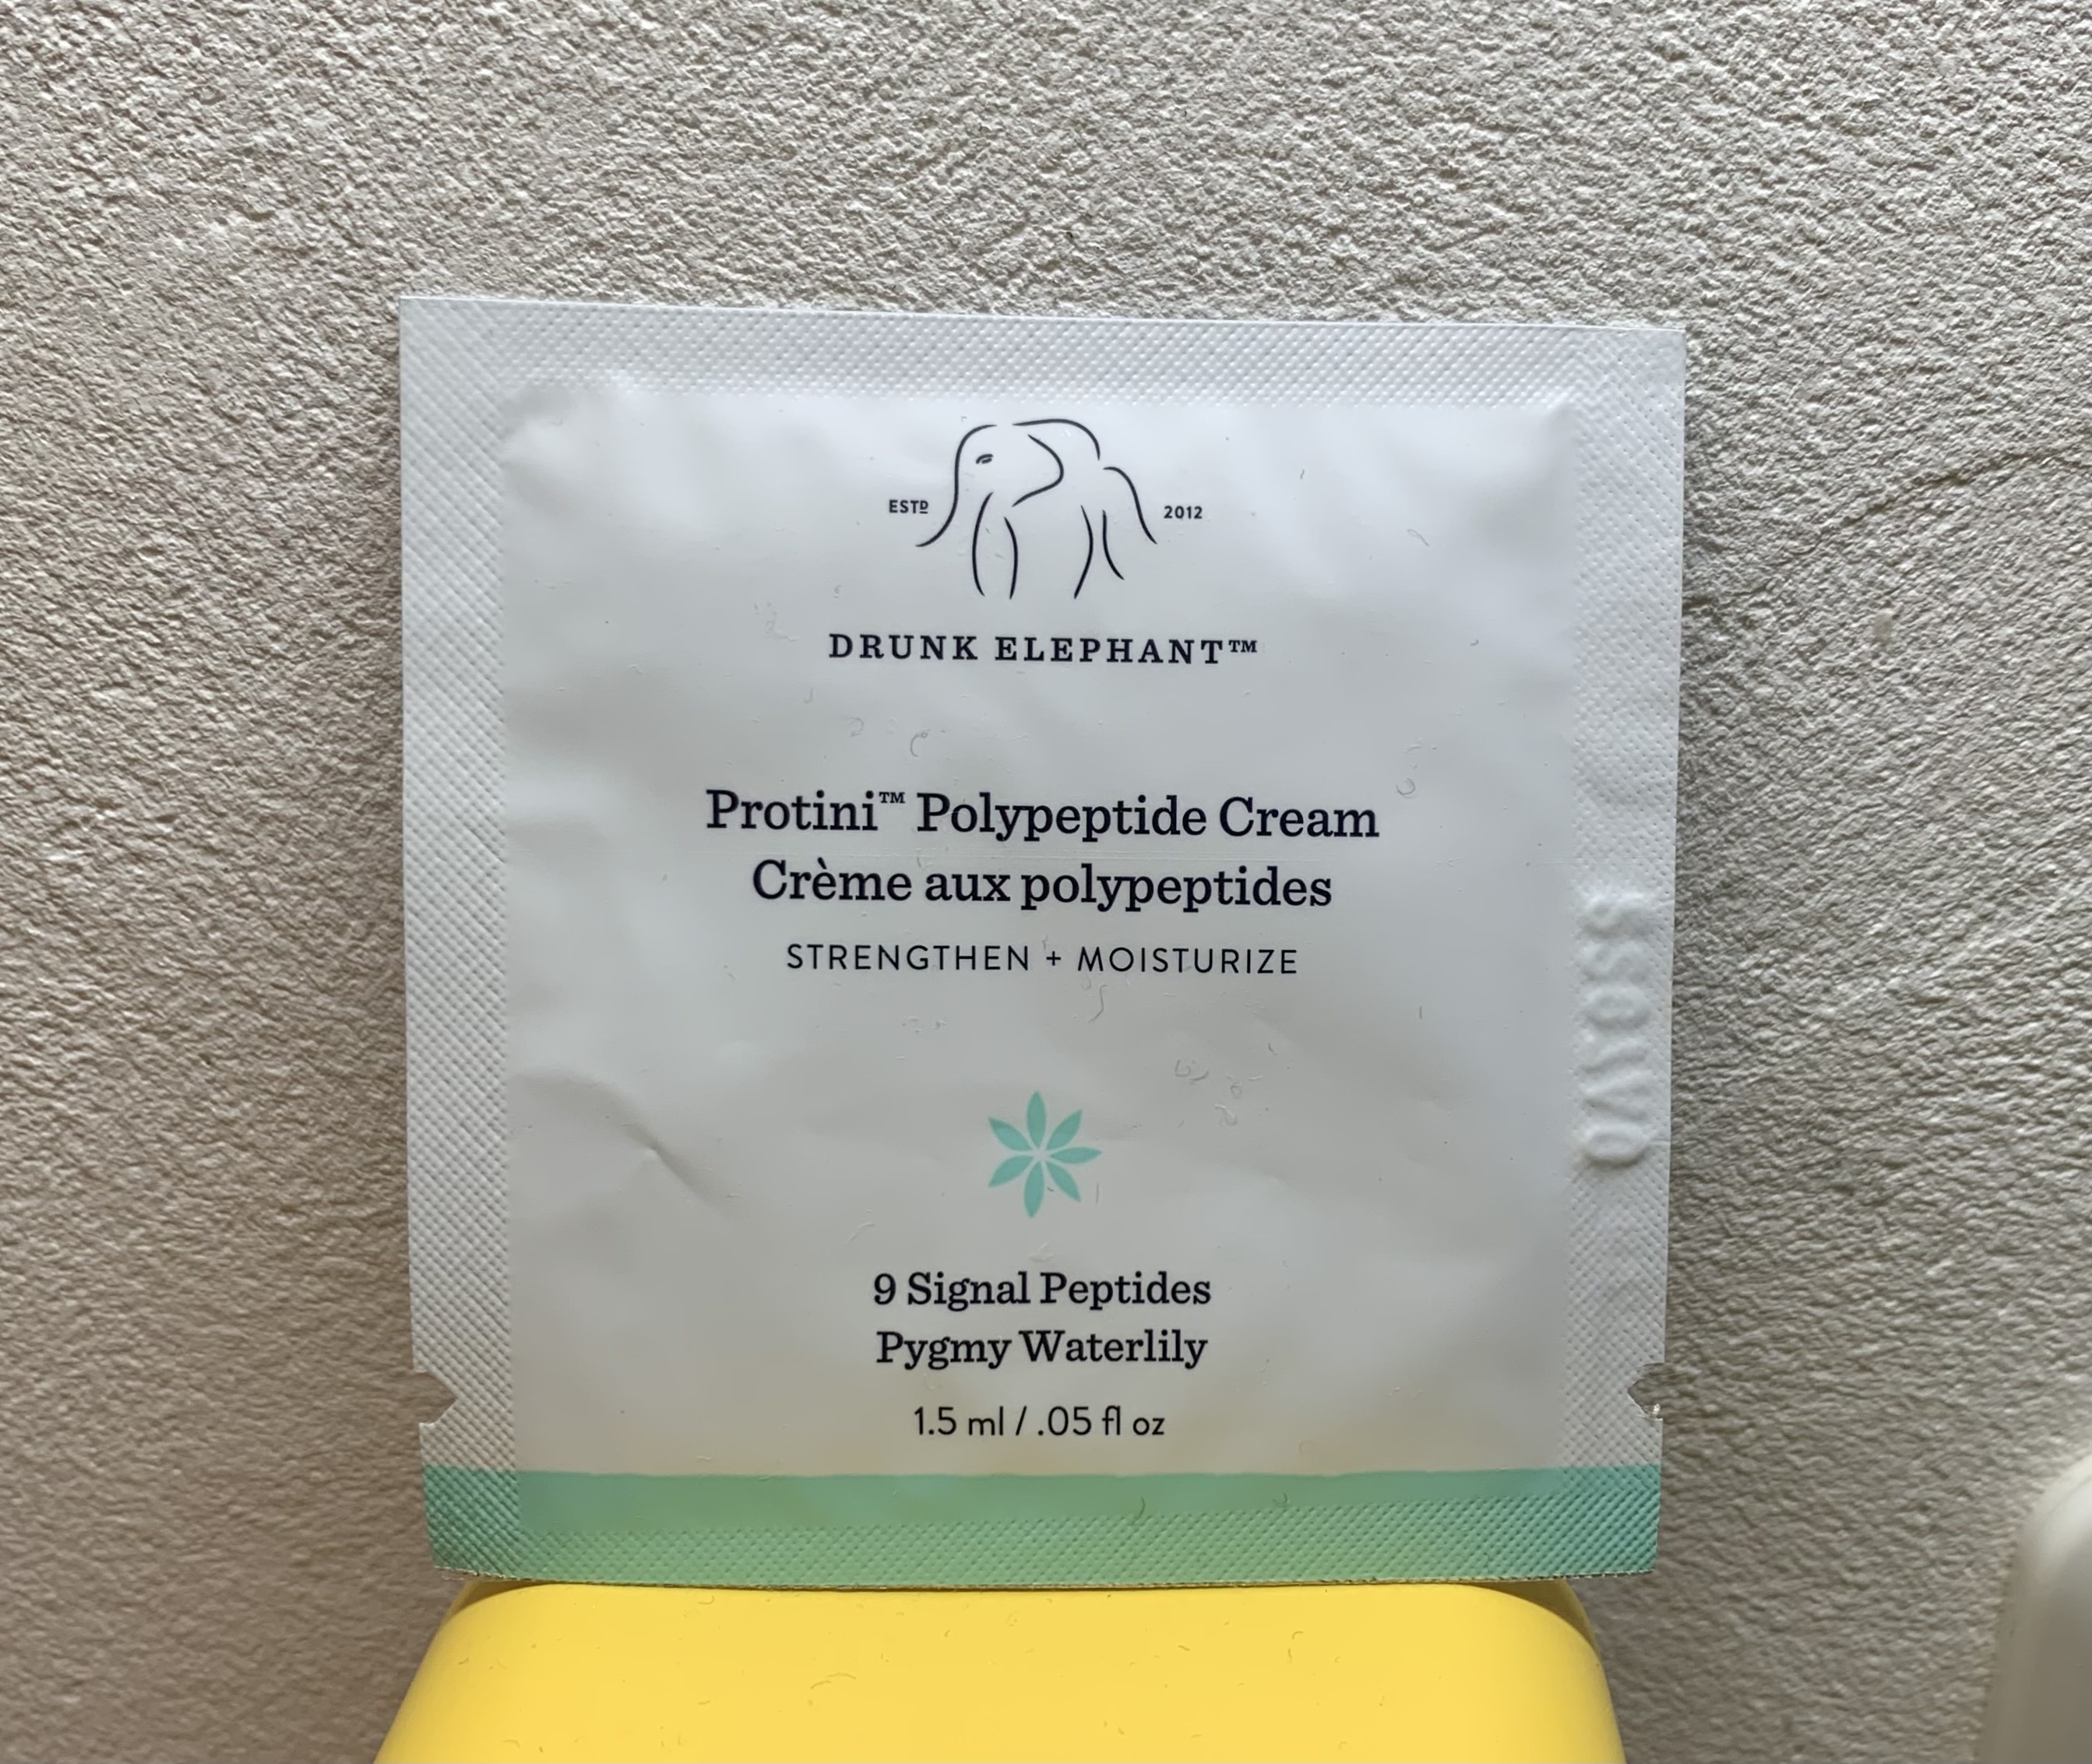 ESTD
2012
DRUNK ELEPHANT™
Protini™ Polypeptide Cream
Crème aux polypeptides
STRENGTHEN + MOISTURIZE
9 Signal Peptides
Pygmy Waterlily
1.5 ml / .05 fl oz